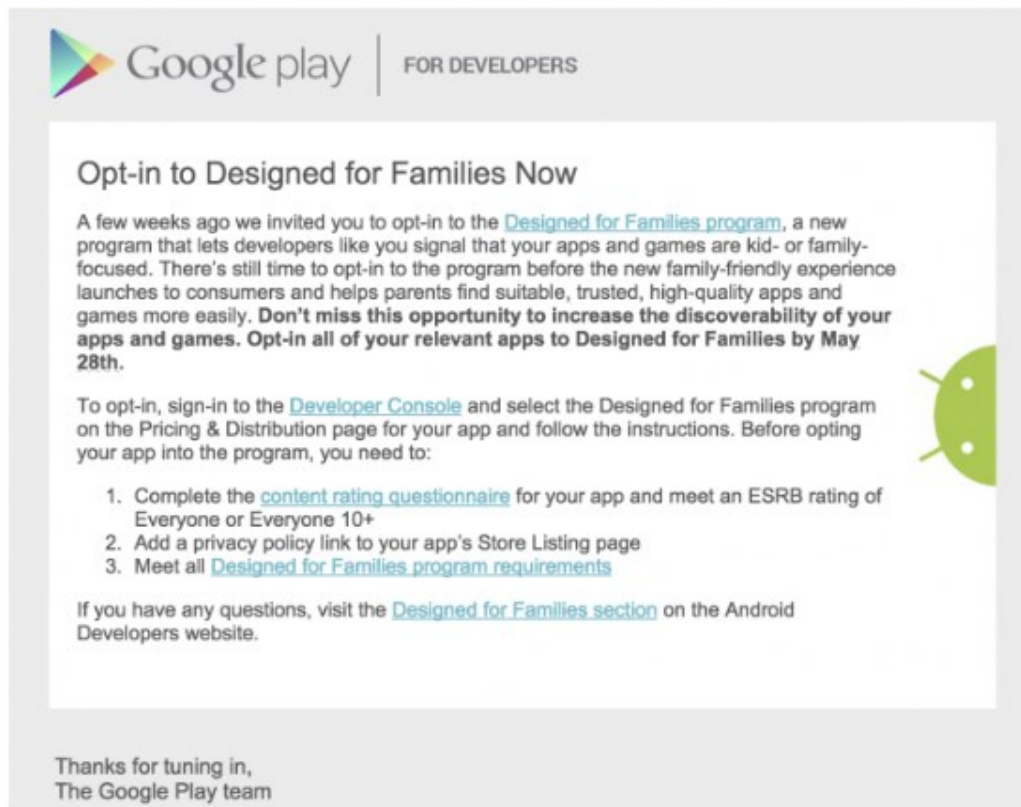 Google play | FOR DEVELOPERS
Opt-in to Designed for Families Now
A few weeks ago we invited you to opt-in to the Designed for Families program, a new
program that lets developers like you signal that your apps and games are kid- or family-
focused. There's still time to opt-in to the program before the new family-friendly experience
launches to consumers and helps parents find suitable, trusted, high-quality apps and
games more easily. Don't miss this opportunity to increase the discoverability of your
apps and games. Opt-in all of your relevant apps to Designed for Families by May
28th.
To opt-in, sign-in to the Developer Console and select the Designed for Families program
on the Pricing & Distribution page for your app and follow the instructions. Before opting
your app into the program, you need to:
1. Complete the content rating questionnaire for your app and meet an ESRB rating of
Everyone or Everyone 10+
2. Add a privacy policy link to your app's Store Listing page
3. Meet all Designed for Families program requirements
If you have any questions, visit the Designed for Families section on the Android
Developers website.
Thanks for tuning in,
The Google Play team